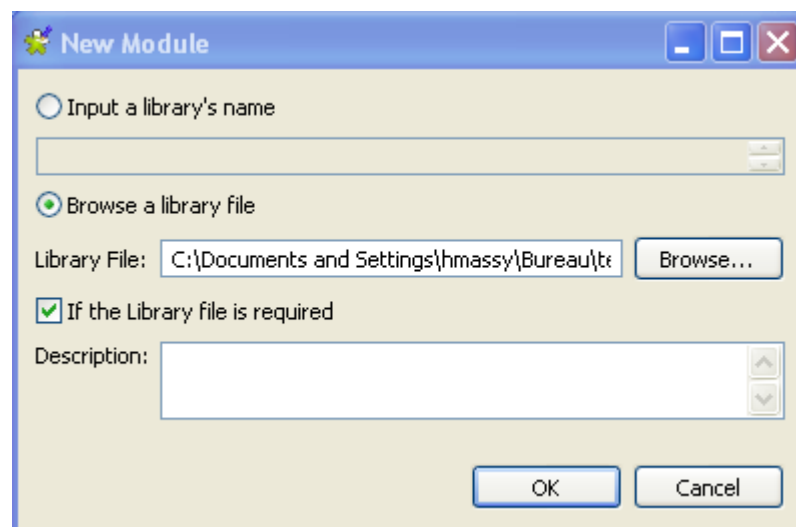 New Module
Input a library's name
Browse a library file
Library File: C:\Documents and Settings\hmassy\Bureau\te Browse...
If the Library file is required
Description:
OK Cancel